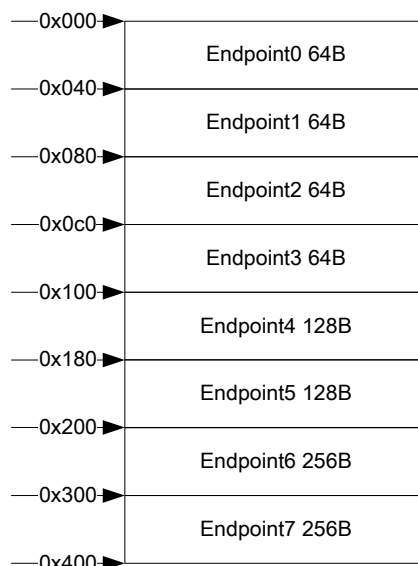 0x000
Endpoint0 64B
0x040
Endpoint1 64B
0x080
Endpoint2 64B
0x0c0
Endpoint3 64B
0x100
Endpoint4 128B
0x180
Endpoint5 128B
0x200
Endpoint6 256B
0x300
Endpoint7 256B
0x400